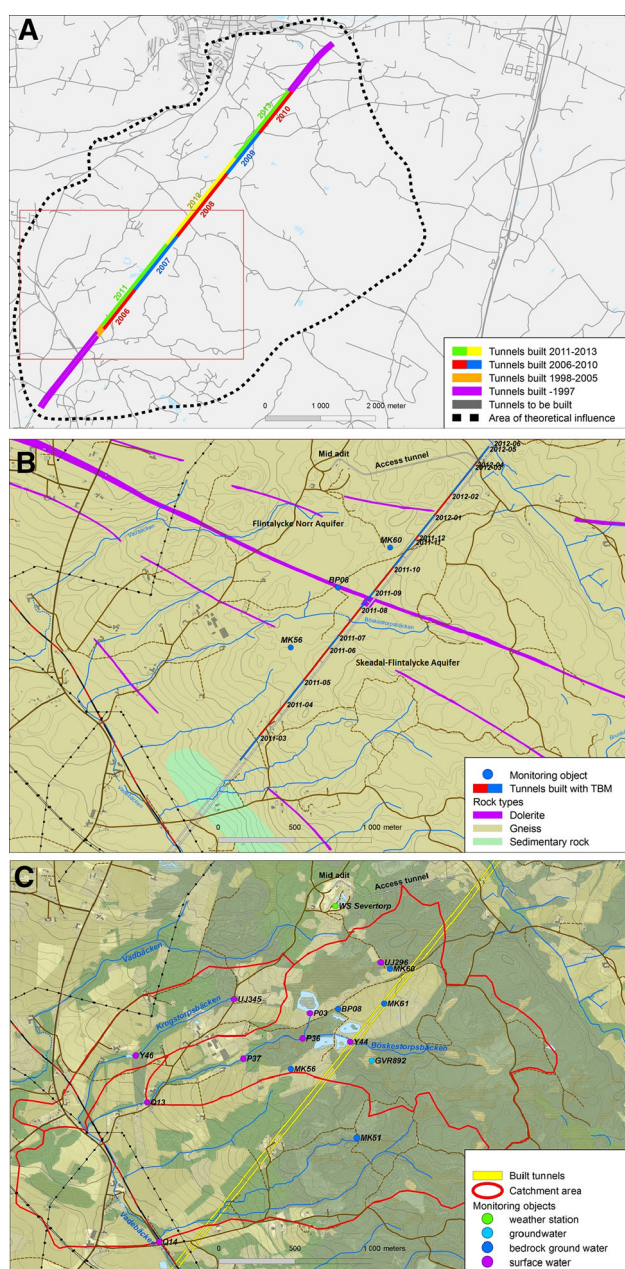 A
2013
2010
2009
2012
2008
2007
2011
2006
Tunnels built 2011-2013
Tunnels built 2006-2010
Tunnels built 1998-2005
Tunnels built -1997
Tunnels to be built
Area of theoretical influence
0 1 000 2 000 meter
B
2012-06
2012-05
Mid adit
Access tunnel
2012-02
Vadbäcken
Flintalycke Norr Aquifer
2012-01
2011-12
2011-11
MK60
2011-10
BP08
2011-09
2011-08
Böskestorpsbäcken
2011-07
MK56
2011-06
Skeadal-Flintalycke Aquifer
2011-05
2011-04
2011-03
Vadebäcken
0 500 1 000 meter
Monitoring object
Tunnels built with TBM
Rock types
Dolerite
Gneiss
Sedimentary rock
C
Mid adit
Access tunnel
WS Severtorp
Vadbäcken
UJ296
MK60
UJ345
MK61
Krogstorpsbäcken
P03
BP08
P36
Y44
Böskestorpsbäcken
Y46
P37
GVR892
MK56
Q13
MK51
Vadebäcken
Q14
0 500 1 000 meters
Built tunnels
Catchment area
Monitoring objects
weather station
groundwater
bedrock ground water
surface water